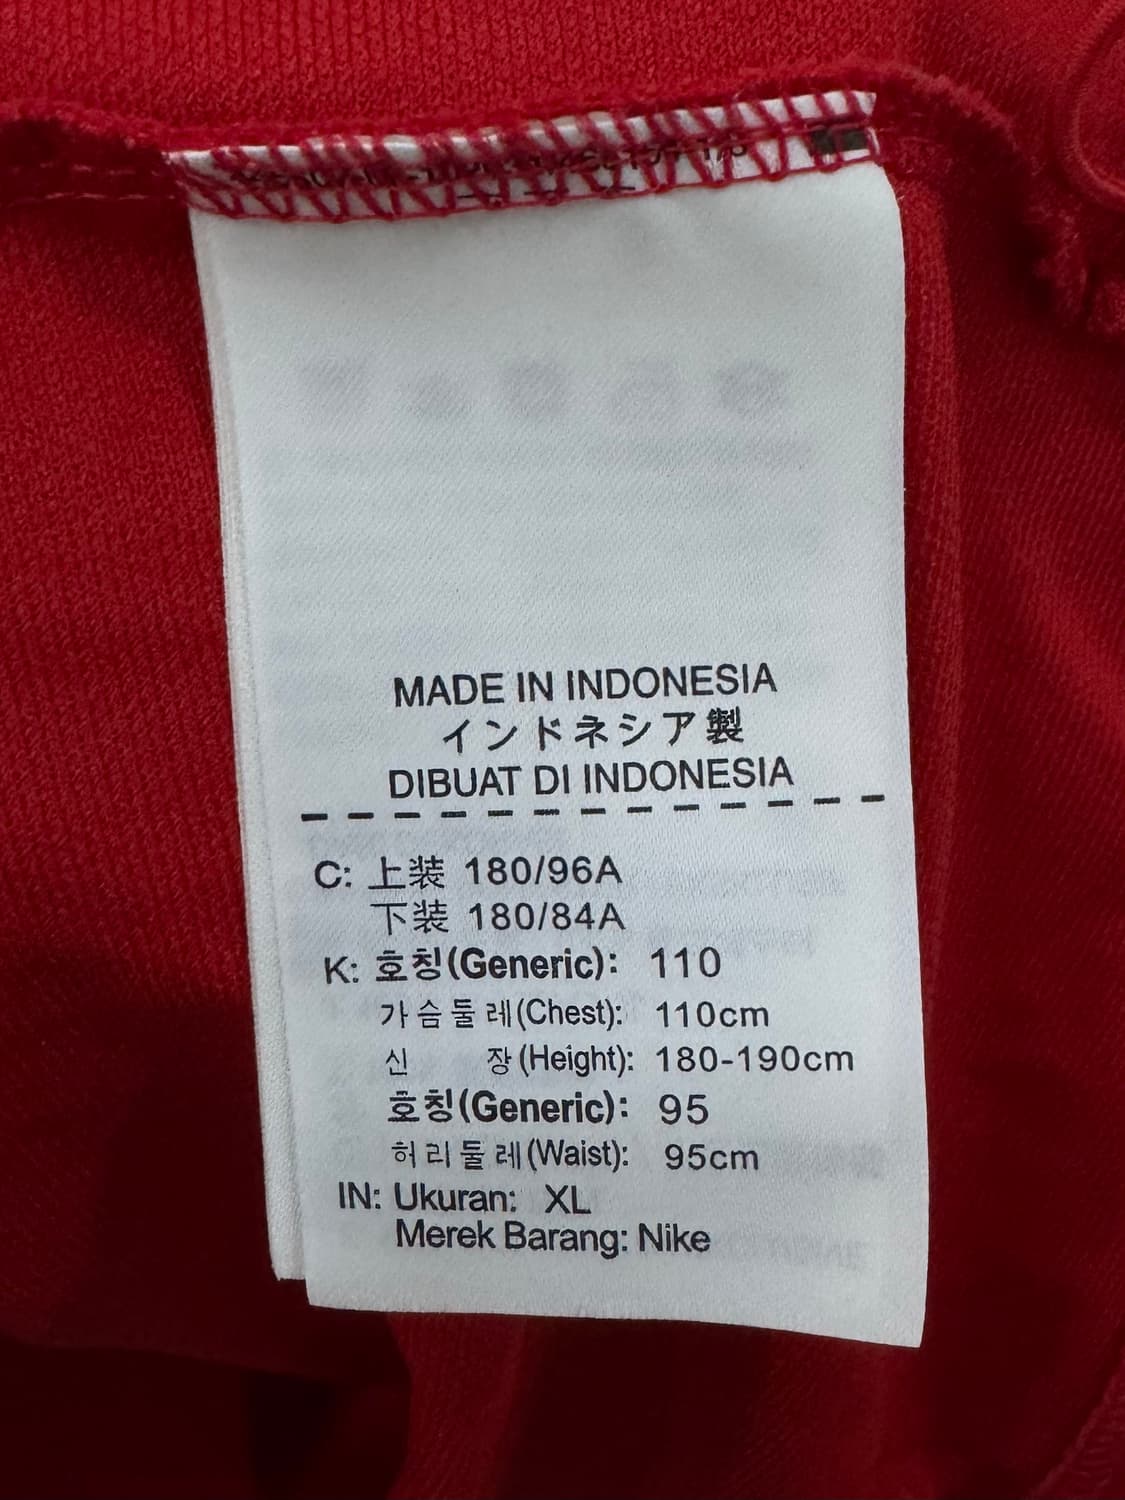 MADE IN INDONESIA
インドネシア製
DIBUAT DI INDONESIA
C: 上装 180/96A
下装 180/84A
K: 호칭(Generic): 110
가슴둘레(Chest): 110cm
신 장(Height): 180-190cm
호칭(Generic): 95
허리둘레(Waist): 95cm
IN: Ukuran: XL
Merek Barang: Nike